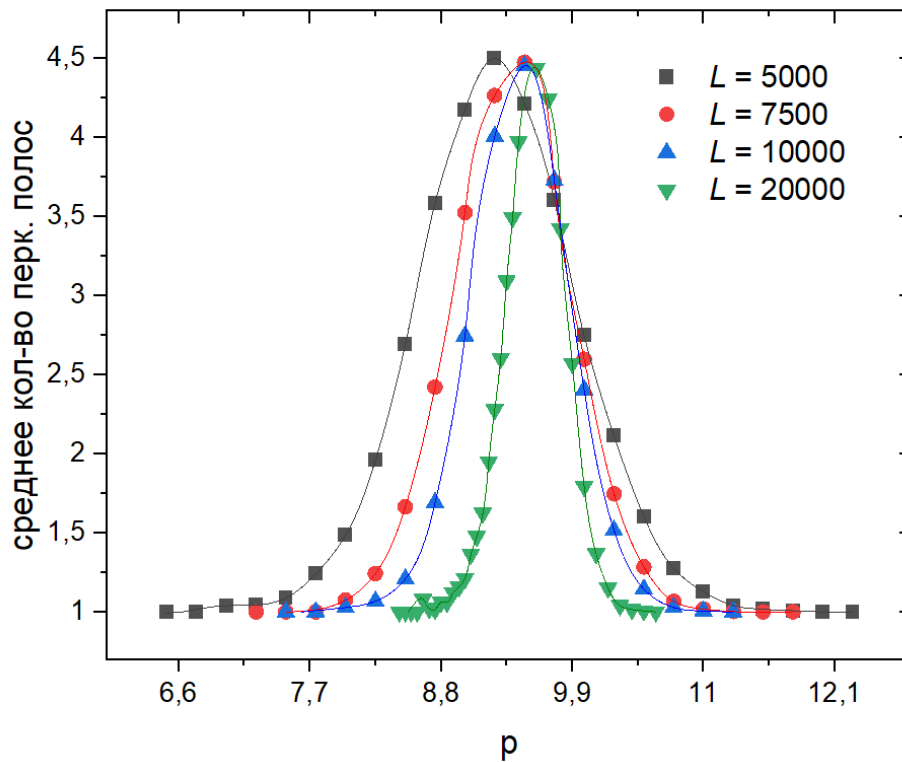 4,5
4
3,5
3
2,5
2
1,5
1
среднее кол-во перк. полос
L = 5000
L = 7500
L = 10000
L = 20000
6,6 7,7 8,8 9,9 11 12,1
p